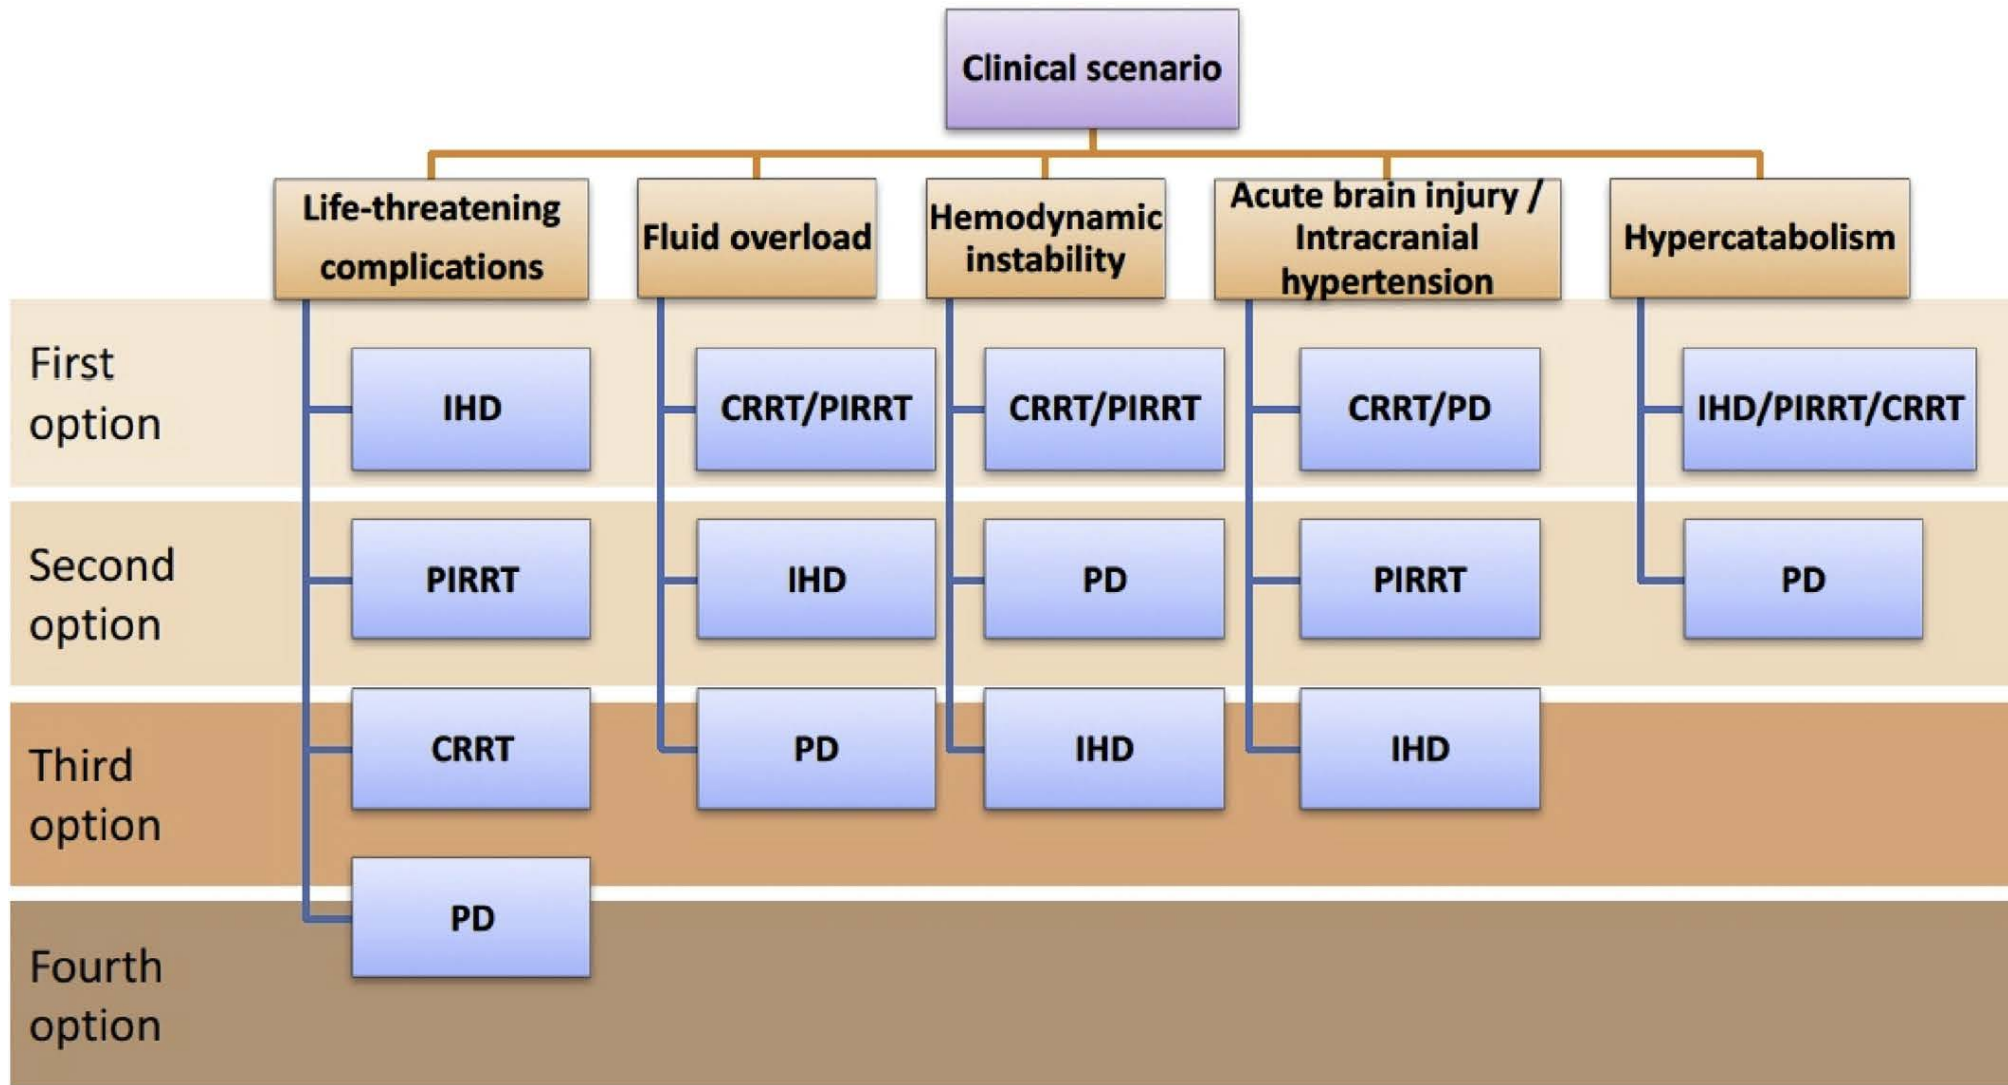 Clinical scenario
Life-threatening
complications
Fluid overload
Hemodynamic
instability
Acute brain injury /
Intracranial
hypertension
Hypercatabolism
First
option
IHD
CRRT/PIRRT
CRRT/PIRRT
CRRT/PD
IHD/PIRRT/CRRT
Second
option
PIRRT
IHD
PD
PIRRT
PD
Third
option
CRRT
PD
IHD
IHD
Fourth
option
PD